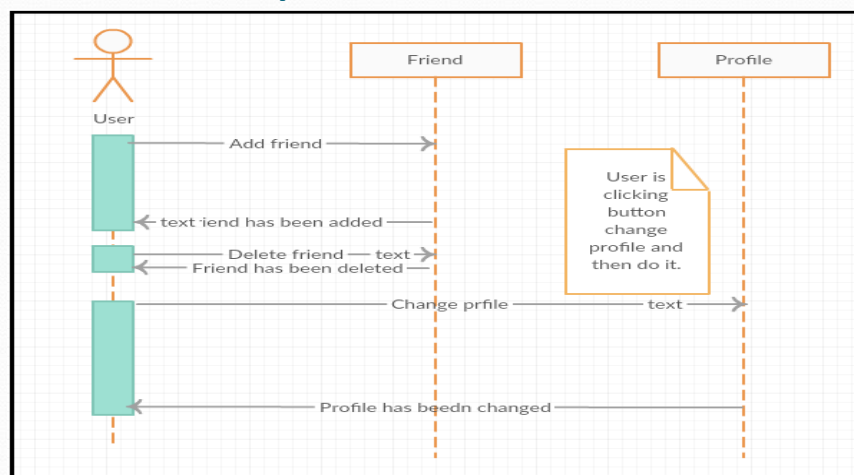 Friend
Profile
User
Add friend
User is
clicking
button
change
profile and
then do it.
text iend has been added
Delete friend text
Friend has been deleted
Change prfile text
Profile has beedn changed